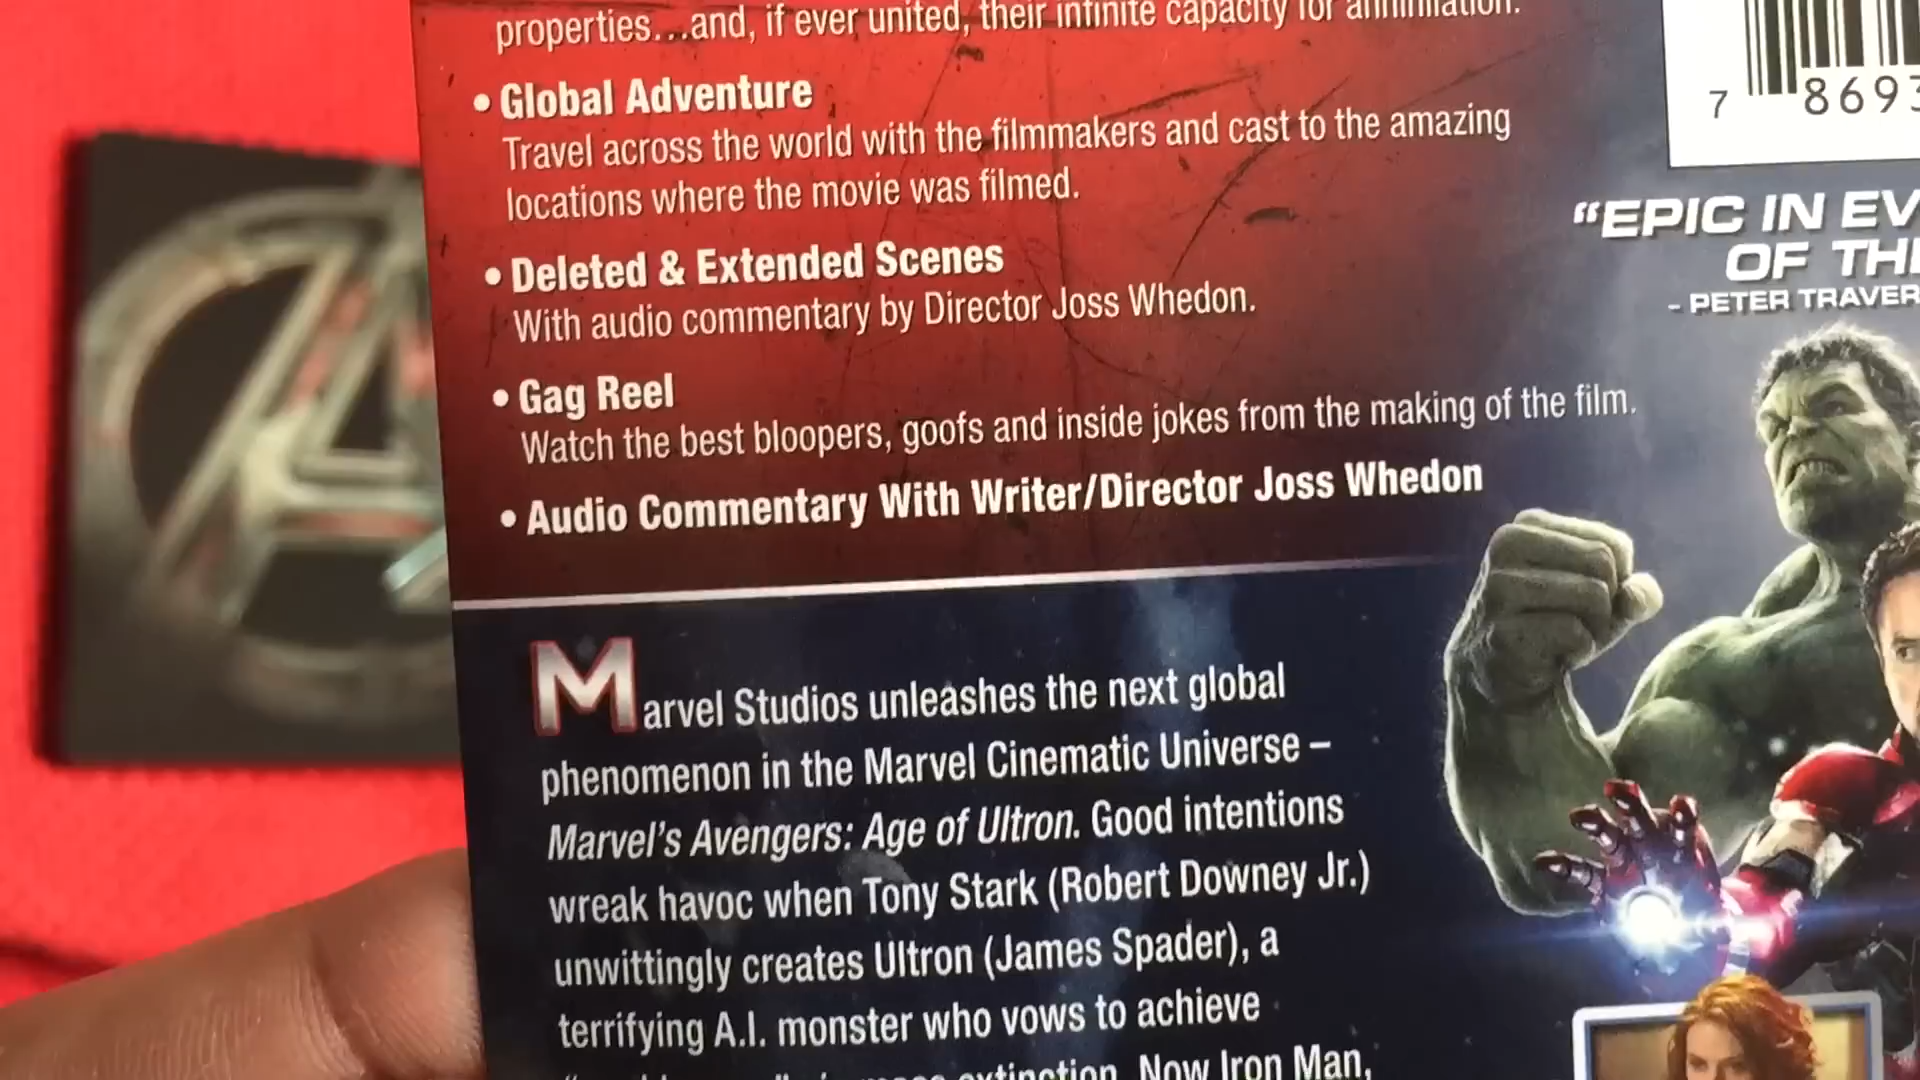 properties...and, if ever united, their infinite capacity for annihilation.
• Global Adventure
Travel across the world with the filmmakers and cast to the amazing
locations where the movie was filmed.
• Deleted & Extended Scenes
With audio commentary by Director Joss Whedon.
• Gag Reel
Watch the best bloopers, goofs and inside jokes from the making of the film.
• Audio Commentary With Writer/Director Joss Whedon
Marvel Studios unleashes the next global
phenomenon in the Marvel Cinematic Universe –
Marvel's Avengers: Age of Ultron. Good intentions
wreak havoc when Tony Stark (Robert Downey Jr.)
unwittingly creates Ultron (James Spader), a
terrifying A.I. monster who vows to achieve
extinction. Now Iron Man,
7 8693
"EPIC IN EV
OF TH
- PETER TRAVER